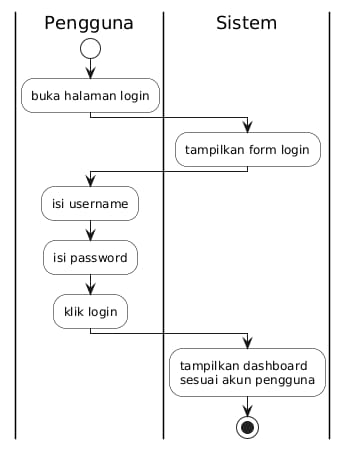 Pengguna
Sistem
buka halaman login
tampilkan form login
isi username
isi password
klik login
tampilkan dashboard
sesuai akun pengguna